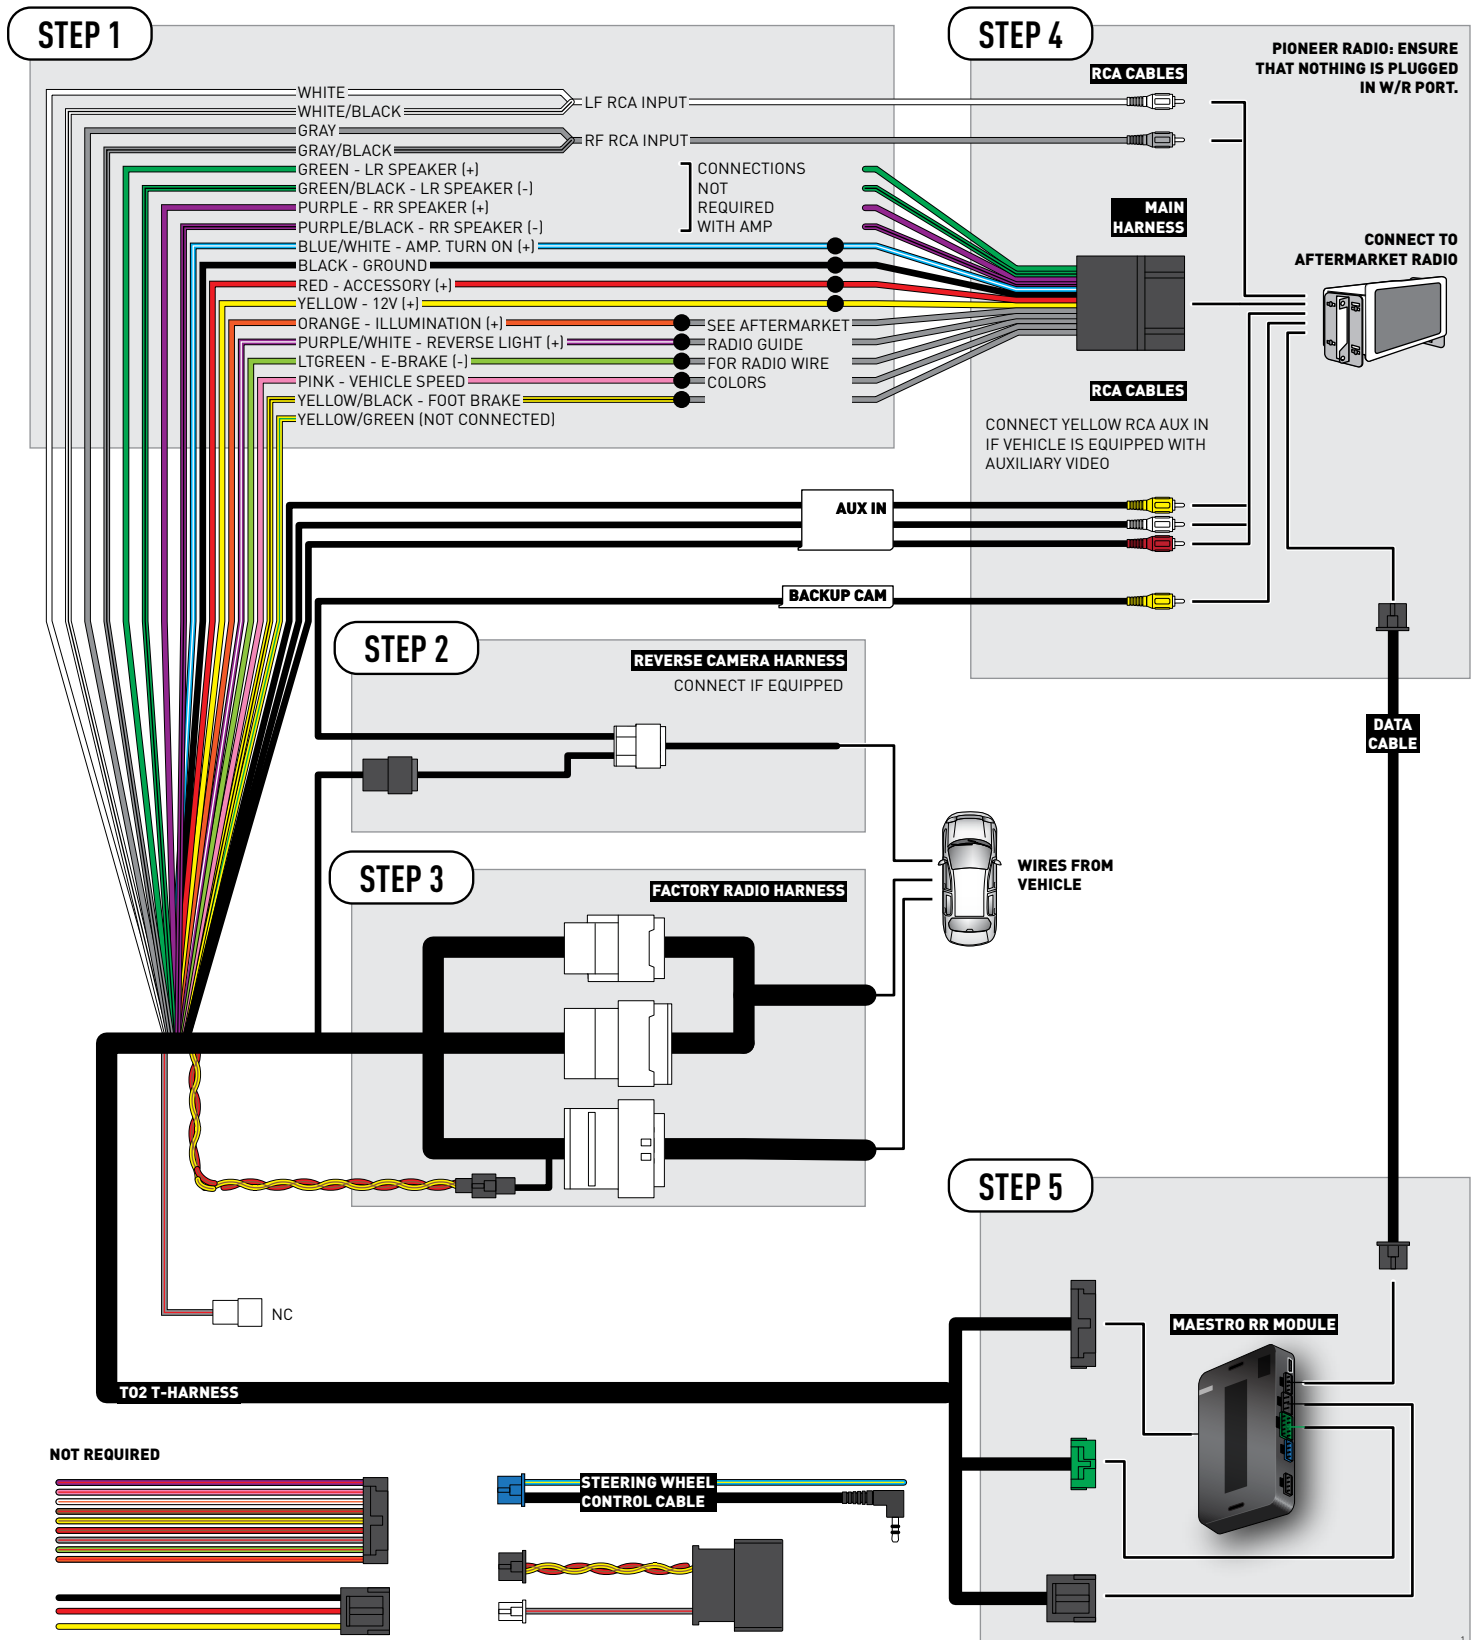 STEP 1
WHITE
WHITE/BLACK
LF RCA INPUT
GRAY
GRAY/BLACK
RF RCA INPUT
GREEN - LR SPEAKER (+)
GREEN/BLACK - LR SPEAKER (-)
PURPLE - RR SPEAKER (+)
PURPLE/BLACK - RR SPEAKER (-)
CONNECTIONS
NOT
REQUIRED
WITH AMP
BLUE/WHITE - AMP. TURN ON (+)
BLACK - GROUND
RED - ACCESSORY (+)
YELLOW - 12V (+)
ORANGE - ILLUMINATION (+)
PURPLE/WHITE - REVERSE LIGHT (+)
LTGREEN - E-BRAKE (-)
PINK - VEHICLE SPEED
YELLOW/BLACK - FOOT BRAKE
YELLOW/GREEN (NOT CONNECTED)
SEE AFTERMARKET
RADIO GUIDE
FOR RADIO WIRE
COLORS
STEP 4
PIONEER RADIO: ENSURE
THAT NOTHING IS PLUGGED
IN W/R PORT.
RCA CABLES
MAIN
HARNESS
CONNECT TO
AFTERMARKET RADIO
RCA CABLES
CONNECT YELLOW RCA AUX IN
IF VEHICLE IS EQUIPPED WITH
AUXILIARY VIDEO
AUX IN
BACKUP CAM
STEP 2
REVERSE CAMERA HARNESS
CONNECT IF EQUIPPED
DATA
CABLE
STEP 3
FACTORY RADIO HARNESS
WIRES FROM
VEHICLE
NC
STEP 5
MAESTRO RR MODULE
TO2 T-HARNESS
NOT REQUIRED
STEERING WHEEL
CONTROL CABLE